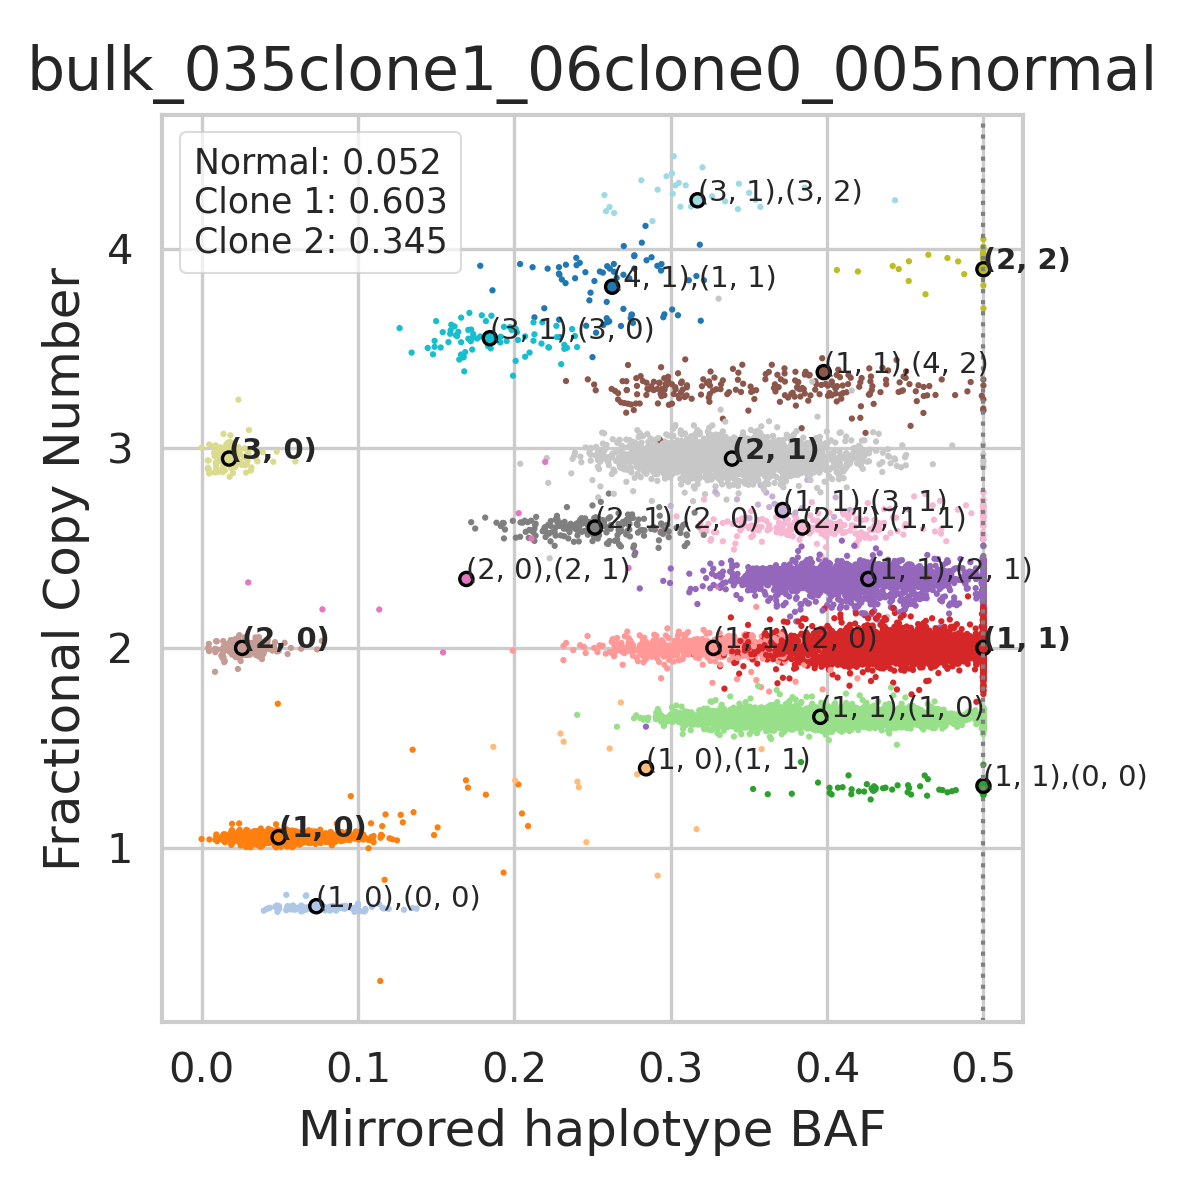 bulk_035clone1_06clone0_005normal
Normal: 0.052
Clone 1: 0.603
Clone 2: 0.345
(3, 1),(3, 2)
(2, 2)
(4, 1),(1, 1)
(3, 1),(3, 0)
(1, 1),(4, 2)
(3, 0)
(2, 1)
(1, 1),(3, 1)
(2, 1),(2, 0)
(2, 1),(1, 1)
(2, 0),(2, 1)
(1, 1),(2, 1)
(2, 0)
(1, 1),(2, 0)
(1, 1)
(1, 1),(1, 0)
(1, 0),(1, 1)
(1, 1),(0, 0)
(1, 0)
(1, 0),(0, 0)
4
3
2
1
Fractional Copy Number
0.0 0.1 0.2 0.3 0.4 0.5
Mirrored haplotype BAF